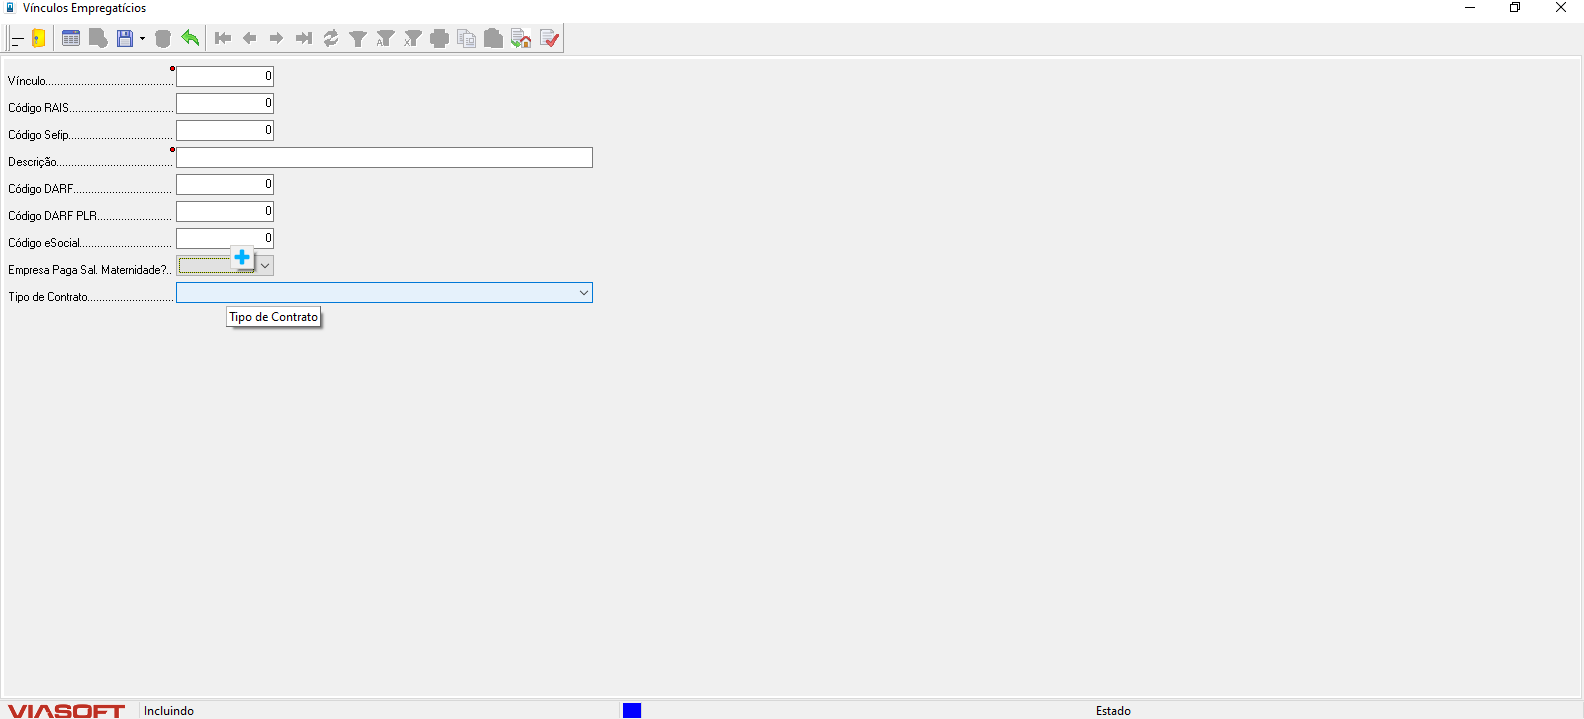 Vínculos Empregatícios
Vínculo........................................... 0
Código RAIS................................... 0
Código Sefip................................... 0
Descrição.......................................
Código DARF................................. 0
Código DARF PLR......................... 0
Código eSocial............................... 0
Empresa Paga Sal. Maternidade?..
Tipo de Contrato.............................
Tipo de Contrato
VIASOFT Incluindo Estado